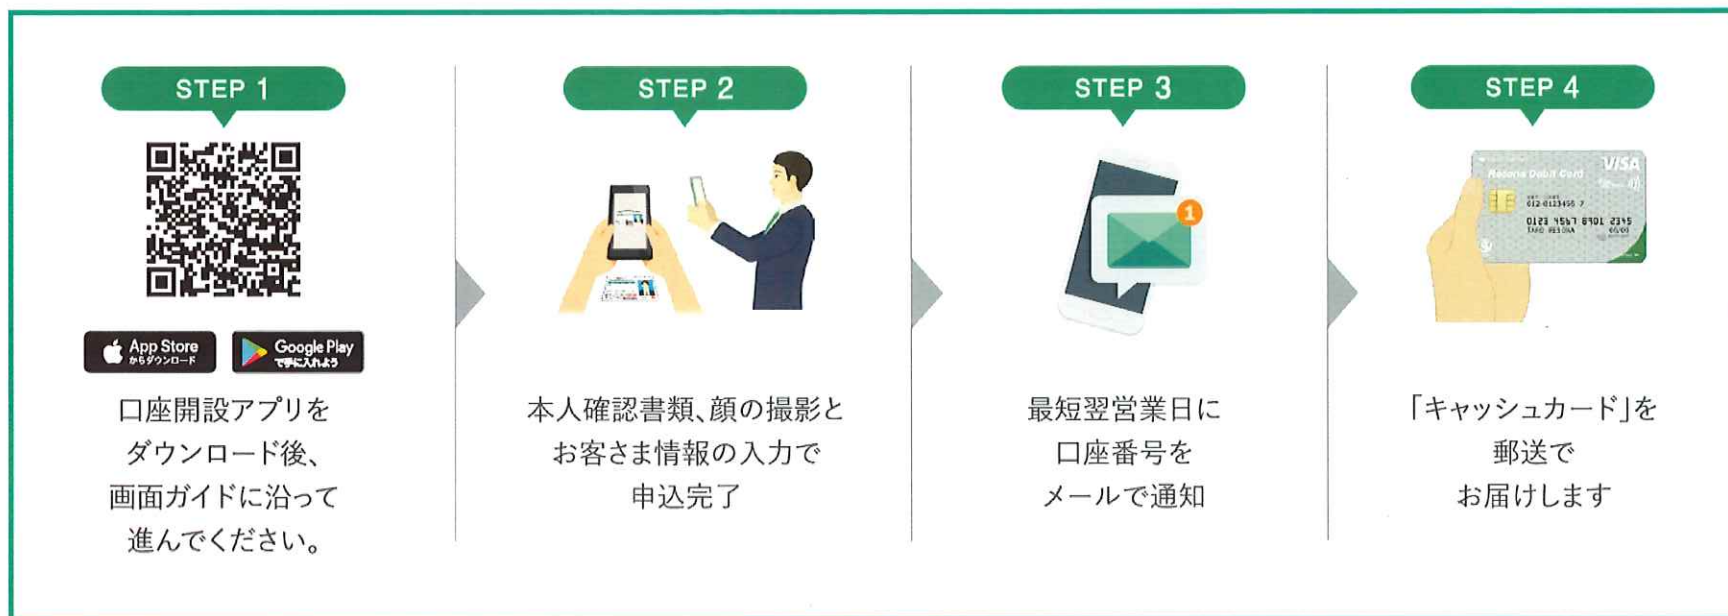 STEP 1
App Store
からダウンロード
Google Play
で手に入れよう
口座開設アプリを
ダウンロード後、
画面ガイドに沿って
進んでください。
STEP 2
本人確認書類、顔の撮影と
お客さま情報の入力で
申込完了
STEP 3
1
最短翌営業日に
口座番号を
メールで通知
STEP 4
VISA
Resona Debit Card
012-0123456 7
0123 4567 8901 2345
TARO RESONA 00/00
「キャッシュカード」を
郵送で
お届けします